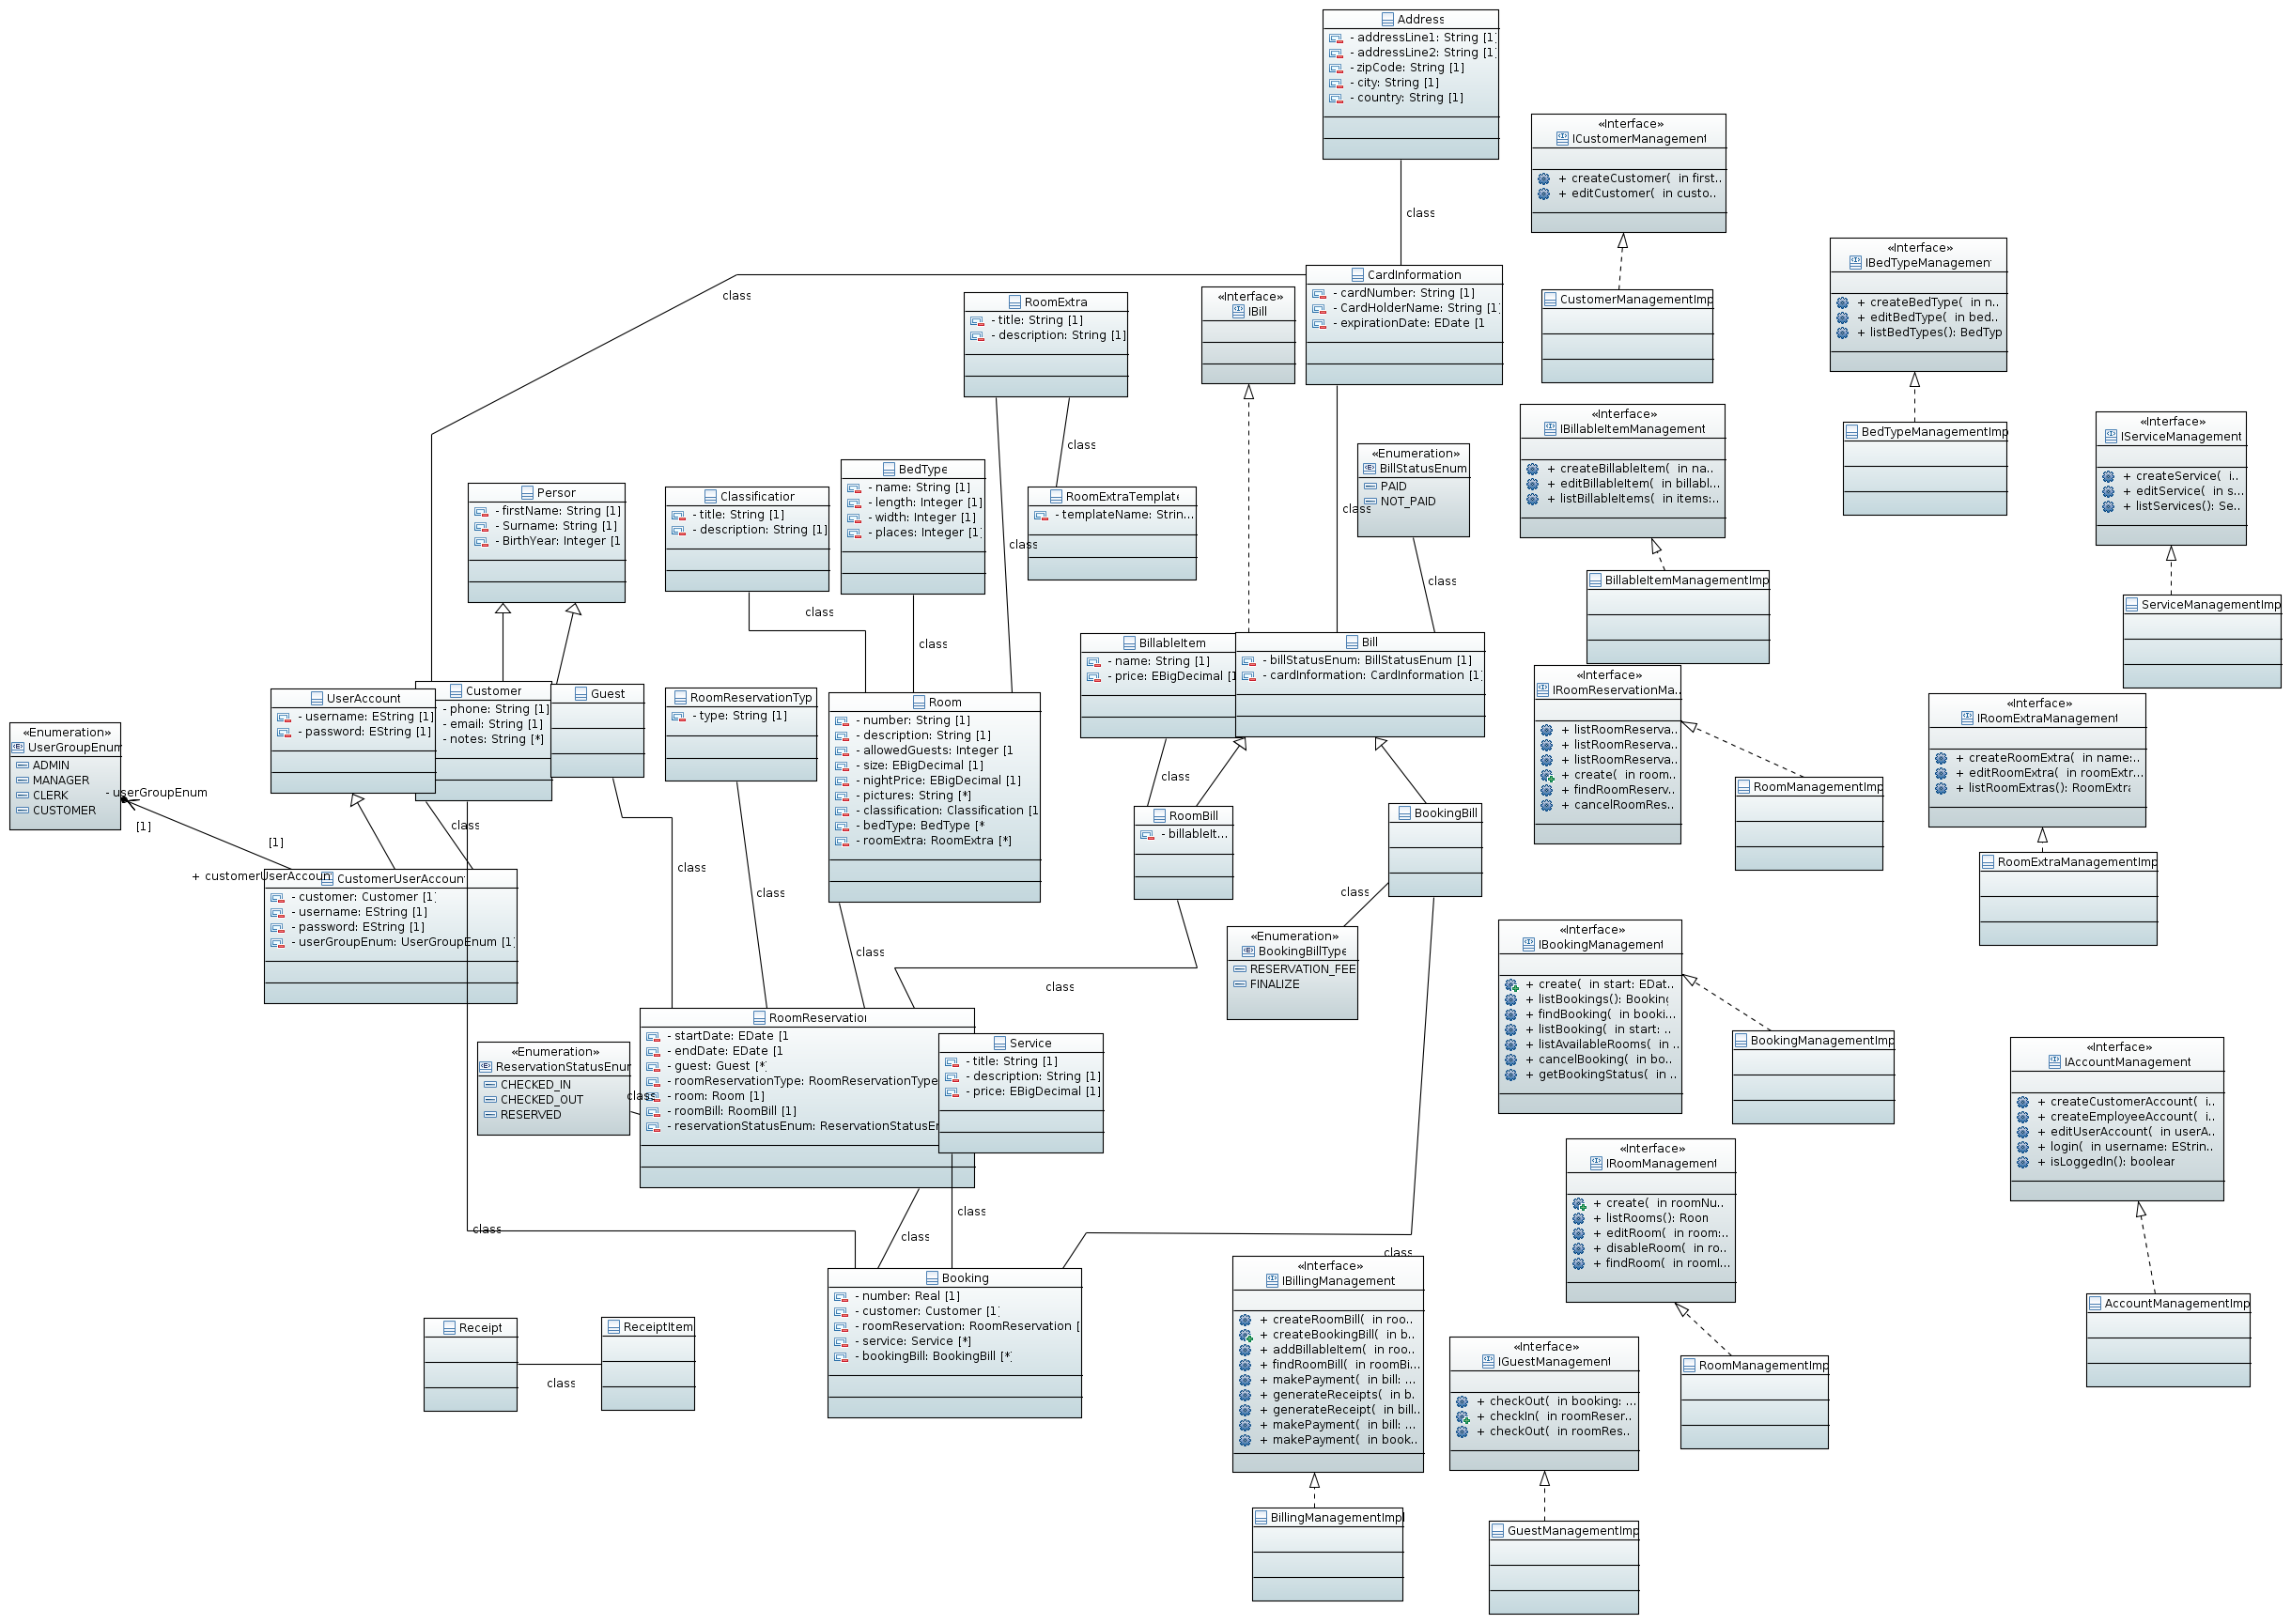 Address
- addressLine1: String [1]
- addressLine2: String [1]
- zipCode: String [1]
- city: String [1]
- country: String [1]
class
«Interface»
ICustomerManagement
+ createCustomer( in first..
+ editCustomer( in custo..
CustomerManagementImp
«Interface»
IBedTypeManagement
+ createBedType( in n..
+ editBedType( in bed..
+ listBedTypes(): BedTyp
BedTypeManagementImp
class
CardInformation
- cardNumber: String [1]
- CardHolderName: String [1]
- expirationDate: EDate [1
RoomExtra
- title: String [1]
- description: String [1]
«Interface»
IBill
class
class
class
RoomExtraTemplate
- templateName: Strin...
«Enumeration»
BillStatusEnum
PAID
NOT_PAID
class
class
«Interface»
IBillableItemManagement
+ createBillableItem( in na..
+ editBillableItem( in billabl..
+ listBillableItems( in items:..
BillableItemManagementImp
«Interface»
IServiceManagement
+ createService( i..
+ editService( in s...
+ listServices(): Se..
ServiceManagementImp
Person
- firstName: String [1]
- Surname: String [1]
- BirthYear: Integer [1
Classification
- title: String [1]
- description: String [1]
class
BedType
- name: String [1]
- length: Integer [1]
- width: Integer [1]
- places: Integer [1]
class
BillableItem
- name: String [1]
- price: EBigDecimal [1
Bill
- billStatusEnum: BillStatusEnum [1]
- cardInformation: CardInformation [1]
«Interface»
IRoomReservationMa..
+ listRoomReserva..
+ listRoomReserva..
+ listRoomReserva..
+ create( in room..
+ findRoomReserv..
+ cancelRoomRes..
RoomManagementImp
«Interface»
IRoomExtraManagement
+ createRoomExtra( in name:..
+ editRoomExtra( in roomExtr...
+ listRoomExtras(): RoomExtra
RoomExtraManagementImp
«Enumeration»
UserGroupEnum
ADMIN
MANAGER
CLERK
CUSTOMER
- userGroupEnum
[1]
[1]
+ customerUserAccoun
UserAccount
- username: EString [1]
- password: EString [1]
Customer
- phone: String [1]
- email: String [1]
- notes: String [*]
Guest
class
class
RoomReservationTyp
- type: String [1]
class
Room
- number: String [1]
- description: String [1]
- allowedGuests: Integer [1
- size: EBigDecimal [1]
- nightPrice: EBigDecimal [1]
- pictures: String [*]
- classification: Classification [1
- bedType: BedType [*
- roomExtra: RoomExtra [*]
class
class
RoomBill
- billableIt...
class
BookingBill
class
«Enumeration»
BookingBillType
RESERVATION_FEE
FINALIZE
CustomerUserAccount
- customer: Customer [1]
- username: EString [1]
- password: EString [1]
- userGroupEnum: UserGroupEnum [1]
«Enumeration»
ReservationStatusEnum
CHECKED_IN
CHECKED_OUT
RESERVED
class
RoomReservation
- startDate: EDate [1
- endDate: EDate [1
- guest: Guest [*]
- roomReservationType: RoomReservationType
- room: Room [1]
- roomBill: RoomBill [1]
- reservationStatusEnum: ReservationStatusEn
Service
- title: String [1]
- description: String [1]
- price: EBigDecimal [1]
class
class
class
class
Booking
- number: Real [1]
- customer: Customer [1]
- roomReservation: RoomReservation [
- service: Service [*]
- bookingBill: BookingBill [*]
Receipt
class
ReceiptItem
«Interface»
IBookingManagement
+ create( in start: EDat..
+ listBookings(): Booking
+ findBooking( in booki...
+ listBooking( in start: ..
+ listAvailableRooms( in ..
+ cancelBooking( in bo..
+ getBookingStatus( in ..
BookingManagementImp
«Interface»
IAccountManagement
+ createCustomerAccount( i..
+ createEmployeeAccount( i..
+ editUserAccount( in userA..
+ login( in username: EStrin..
+ isLoggedIn(): boolean
AccountManagementImp
«Interface»
IRoomManagement
+ create( in roomNu..
+ listRooms(): Room
+ editRoom( in room:..
+ disableRoom( in ro..
+ findRoom( in roomI...
RoomManagementImp
«Interface»
IBillingManagement
+ createRoomBill( in roo..
+ createBookingBill( in b..
+ addBillableItem( in roo..
+ findRoomBill( in roomBi...
+ makePayment( in bill: ...
+ generateReceipts( in b..
+ generateReceipt( in bill..
+ makePayment( in bill: ...
+ makePayment( in book..
BillingManagementImpl
«Interface»
IGuestManagement
+ checkOut( in booking: ...
+ checkIn( in roomReser..
+ checkOut( in roomRes..
GuestManagementImp